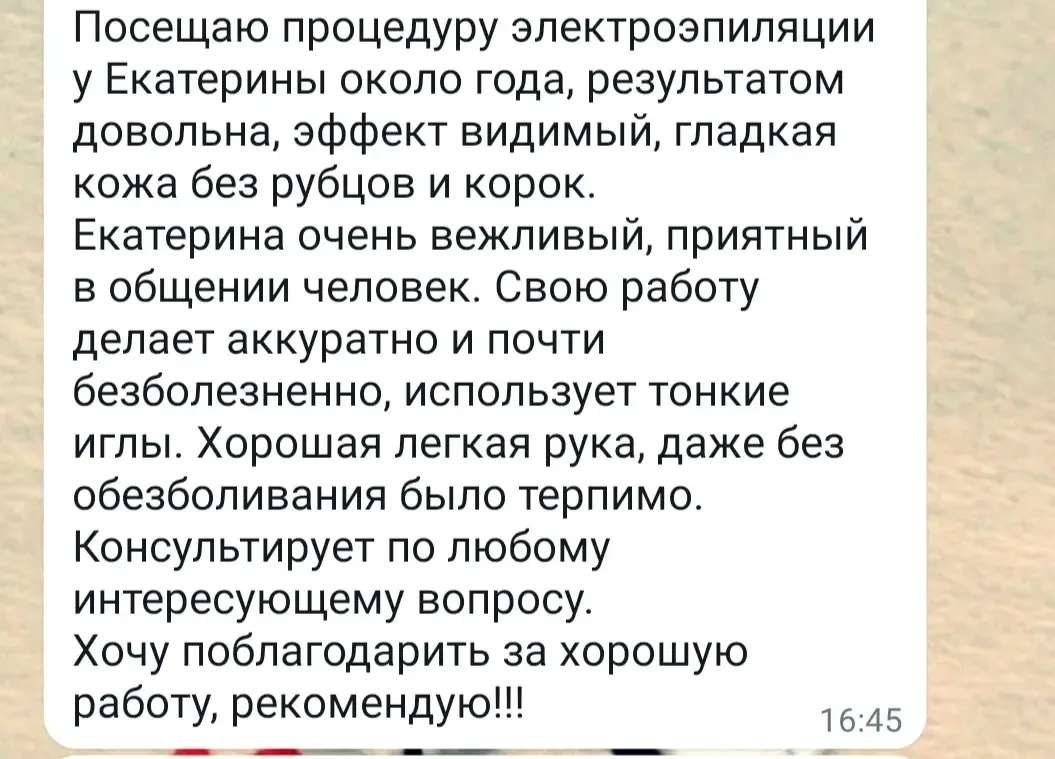 Посещаю процедуру электроэпиляции
у Екатерины около года, результатом
довольна, эффект видимый, гладкая
кожа без рубцов и корок.
Екатерина очень вежливый, приятный
в общении человек. Свою работу
делает аккуратно и почти
безболезненно, использует тонкие
иглы. Хорошая легкая рука, даже без
обезболивания было терпимо.
Консультирует по любому
интересующему вопросу.
Хочу поблагодарить за хорошую
работу, рекомендую!!!
16:45